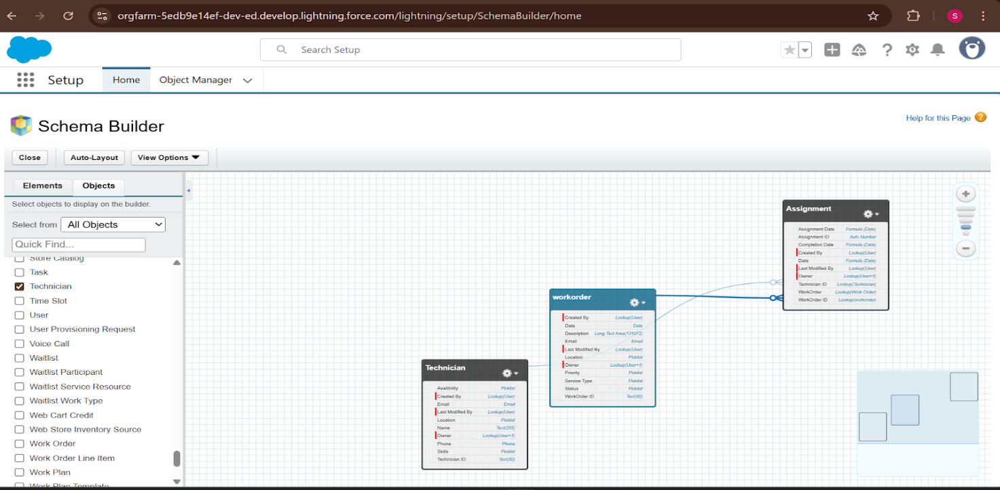 orgfarm-5edb9e14ef-dev-ed.develop.lightning.force.com/lightning/setup/SchemaBuilder/home
S
Search Setup
Setup
Home
Object Manager
Schema Builder
Help for this Page ?
Close
Auto-Layout
View Options
Elements
Objects
Select objects to display on the builder.
Select from All Objects
Quick Find...
Store Catalog
Task
Technician
Time Slot
User
User Provisioning Request
Voice Call
Waitlist
Waitlist Participant
Waitlist Service Resource
Waitlist Work Type
Web Cart Credit
Web Store Inventory Source
Work Order
Work Order Line Item
Work Plan
Work Plan Template
Technician
Availibility Picklist
Created By Lookup(User)
Email Email
Last Modified By Lookup(User)
Location Picklist
Name Text(255)
Owner Lookup(User+1)
Phone Phone
Skills Picklist
Technician ID Text(80)
workorder
Created By Lookup(User)
Date Date
Description Long Text Area(131072)
Email Email
Last Modified By Lookup(User)
Location Picklist
Owner Lookup(User+1)
Priority Picklist
Service Type Picklist
Status Picklist
WorkOrder ID Text(80)
Assignment
Assignment Date Formula (Date)
Assignment ID Auto Number
Completion Date Formula (Date)
Created By Lookup(User)
Date Formula (Date)
Last Modified By Lookup(User)
Owner Lookup(User+1)
Technician ID Lookup(Technician)
WorkOrder Lookup(Work Order)
WorkOrder ID Lookup(workorder)